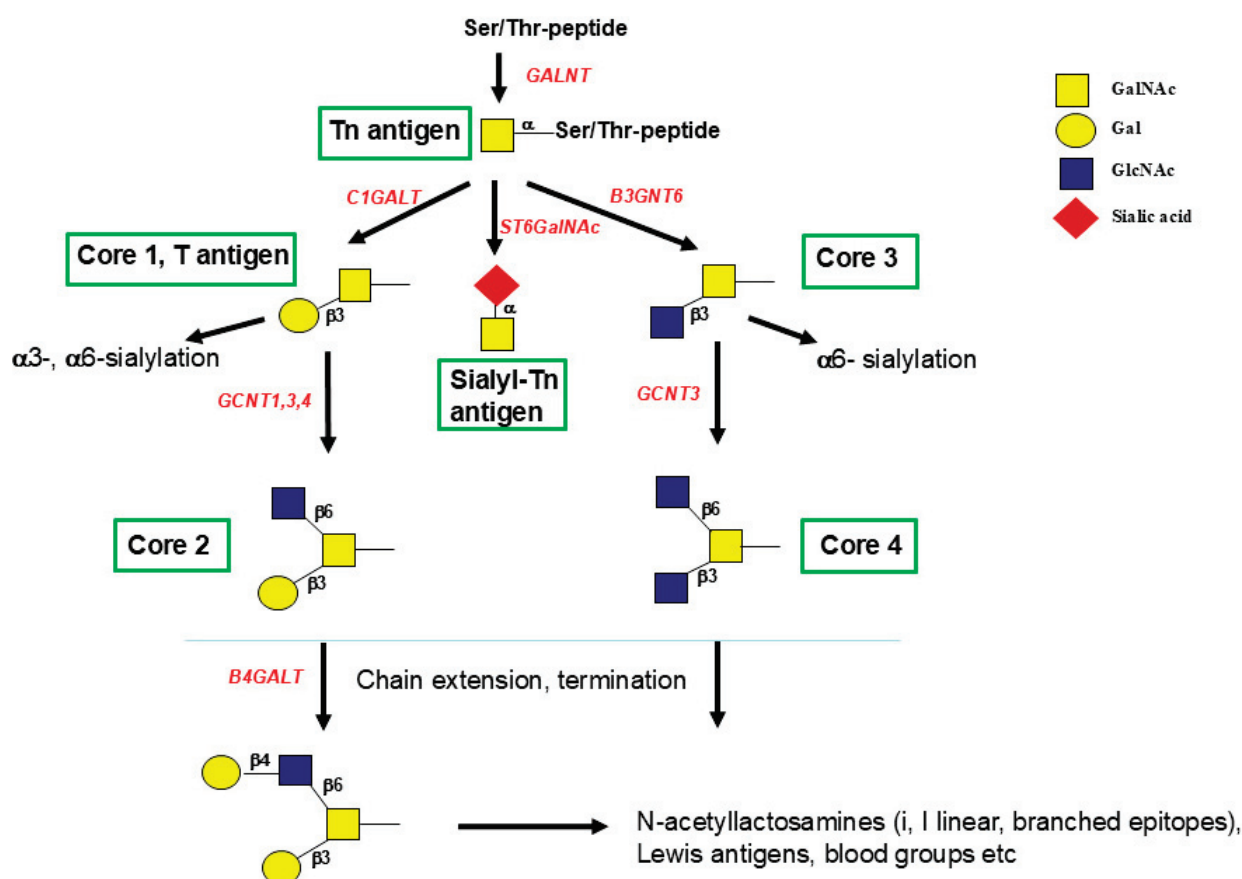 Ser/Thr-peptide
GALNT
GalNAc
Gal
GlcNAc
Sialic acid
Tn antigen
α
Ser/Thr-peptide
C1GALT
ST6GalNAc
B3GNT6
Core 1, T antigen
Core 3
β3
α
β3
α3-, α6-sialylation
α6- sialylation
Sialyl-Tn
antigen
GCNT1,3,4
GCNT3
β6
β6
Core 2
Core 4
β3
β3
B4GALT
Chain extension, termination
β4
β6
β3
N-acetyllactosamines (i, I linear, branched epitopes),
Lewis antigens, blood groups etc